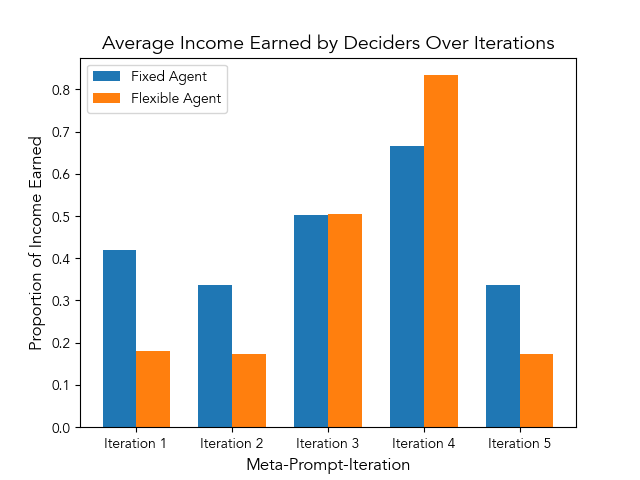 Average Income Earned by Deciders Over Iterations
Fixed Agent
Flexible Agent
Proportion of Income Earned
0.8
0.7
0.6
0.5
0.4
0.3
0.2
0.1
0.0
Iteration 1 Iteration 2 Iteration 3 Iteration 4 Iteration 5
Meta-Prompt-Iteration